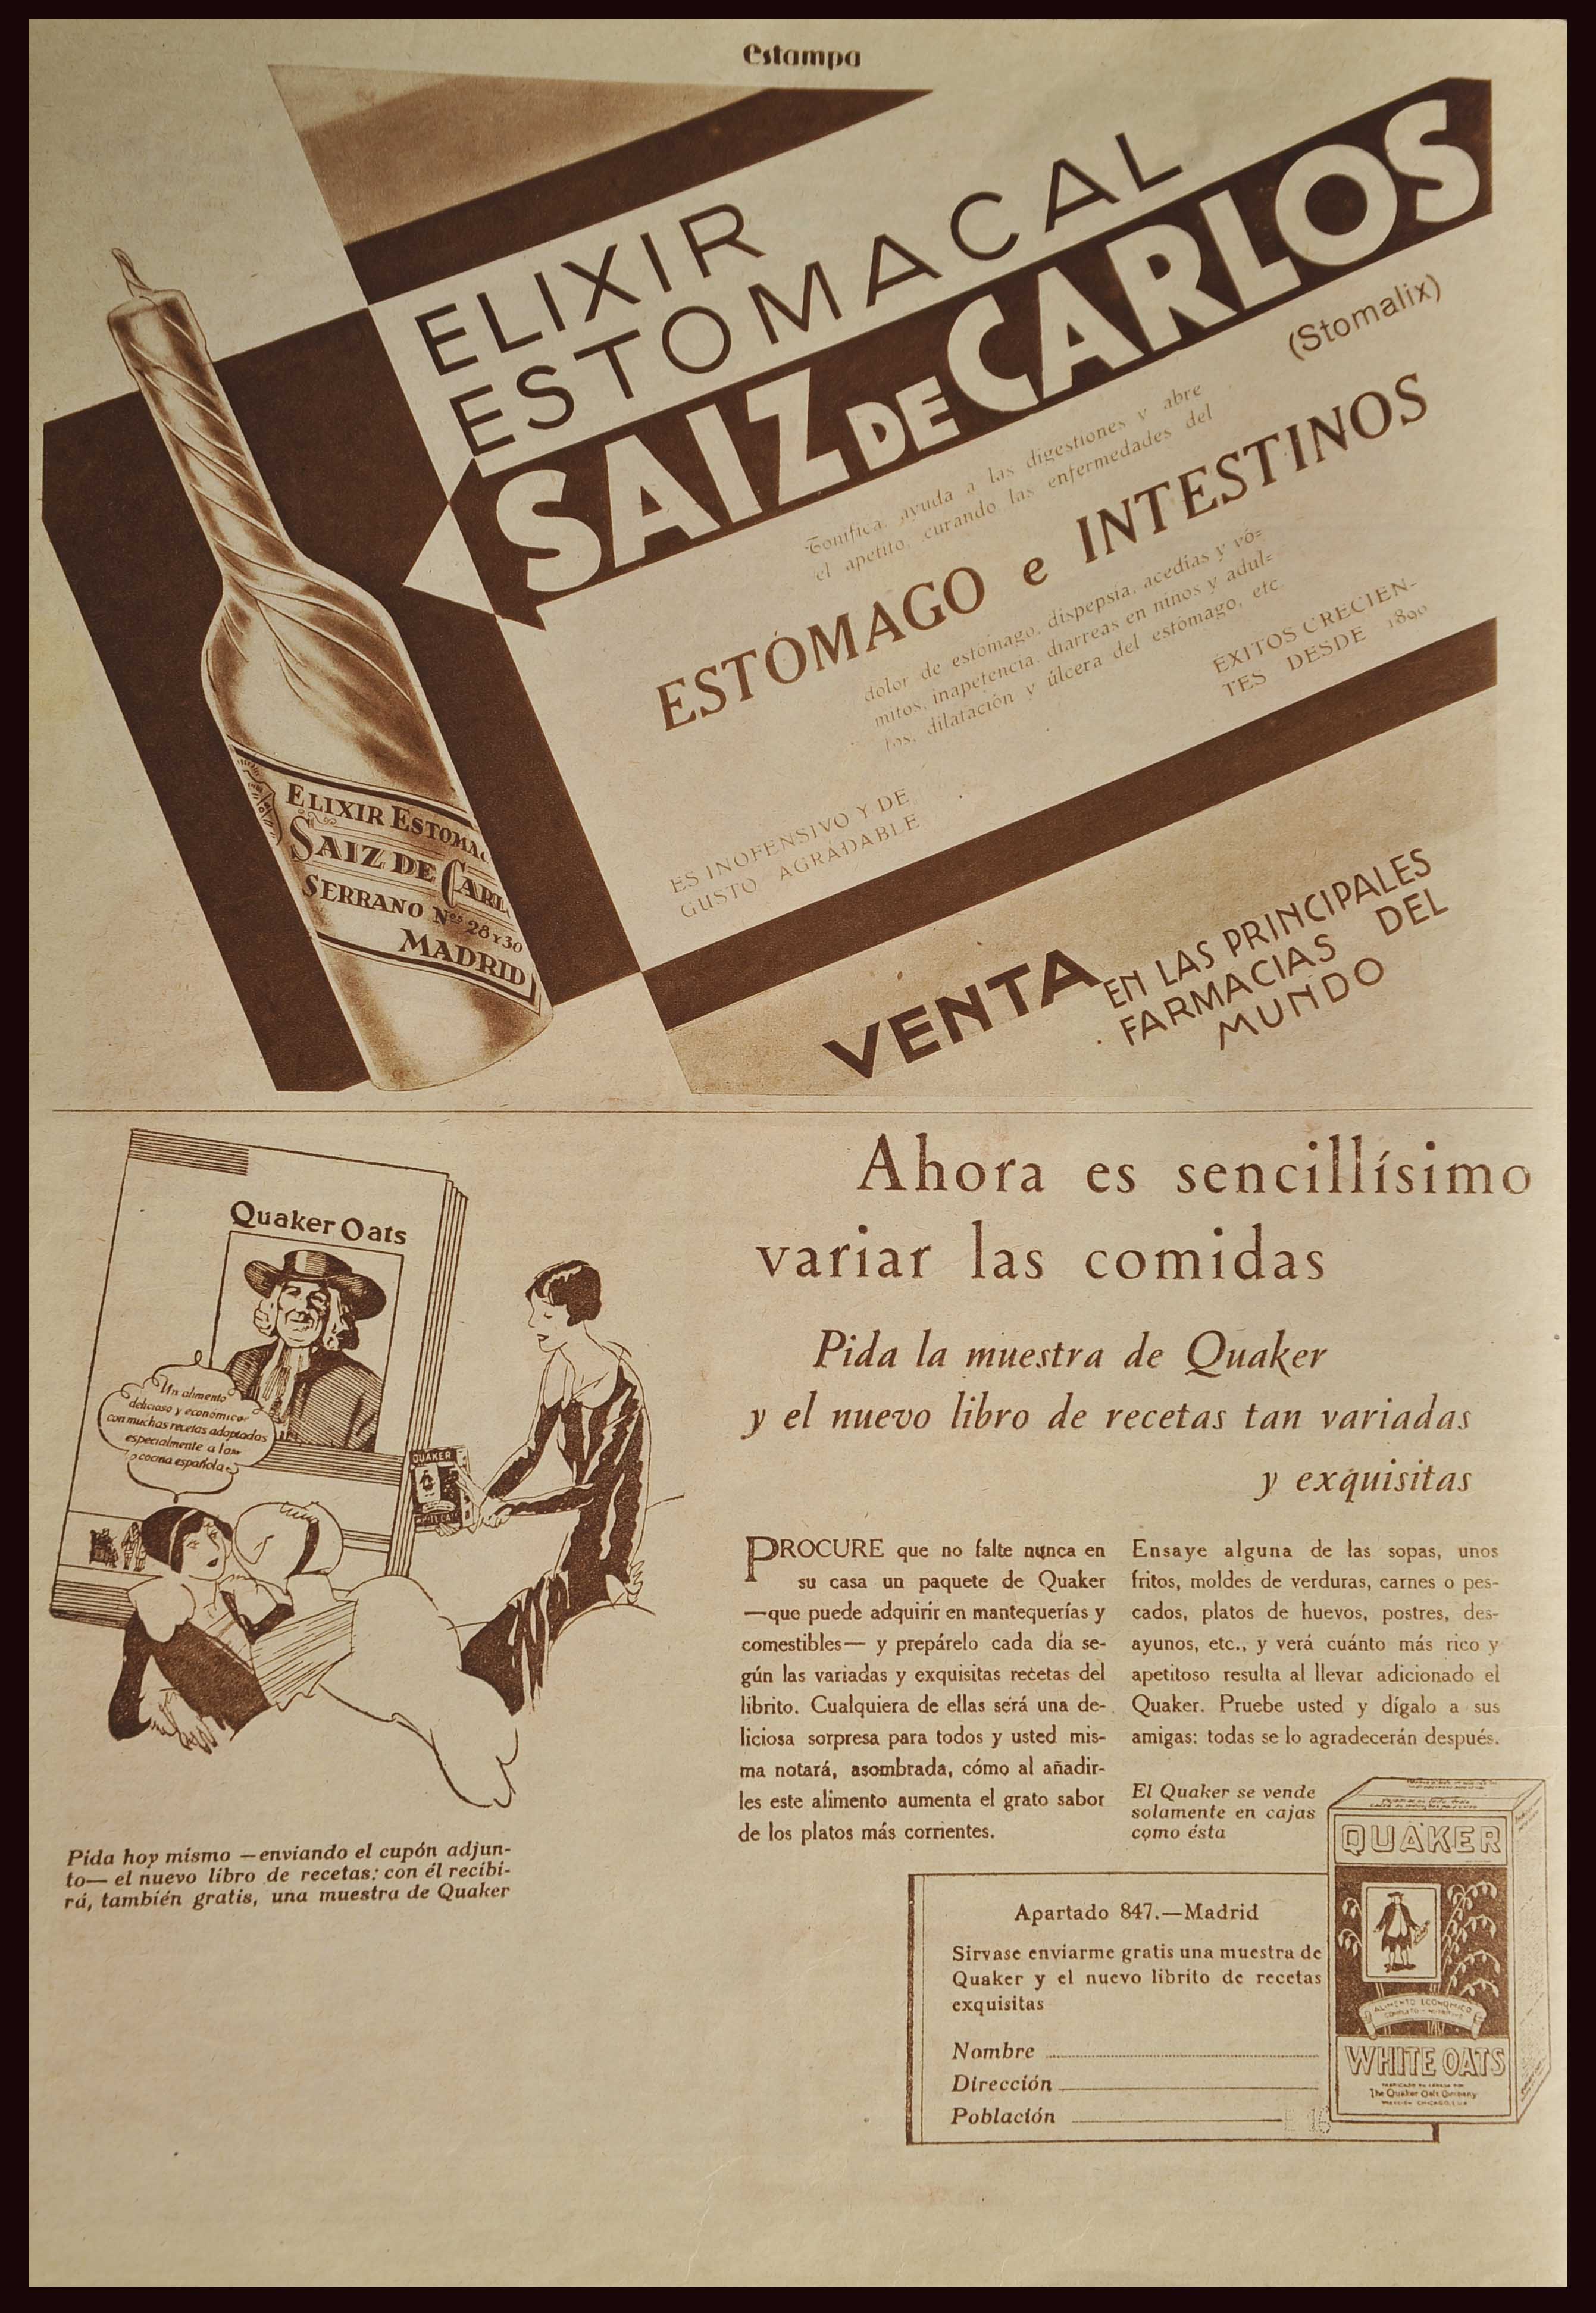 estampa
ELIXIR
ESTOMACAL
SAIZ DE CARLOS
(Stomalix)
Tonifica, ayuda a las digestiones y abre
el apetito, curando las enfermedades del
ESTÓMAGO e INTESTINOS
dolor de estómago, dispepsia, acedías y vó=
mitos, inapetencia, diarreas en niños y adul=
tos, dilatación y úlcera del estómago, etc.
ÉXITOS CRECIEN-
TES DESDE 1890
ES INOFENSIVO Y DE
GUSTO AGRADABLE
ELIXIR ESTOMAC
SAIZ DE CARL
SERRANO Nos 28 y 30
MADRID
VENTA EN LAS PRINCIPALES
FARMACIAS DEL
MUNDO
Quaker Oats
Un alimento
delicioso y económico
con muchas recetas adaptadas
especialmente a la
cocina española
QUAKER
WHITE OATS
Ahora es sencillísimo
variar las comidas
Pida la muestra de Quaker
y el nuevo libro de recetas tan variadas
y exquisitas
PROCURE que no falte nunca en
su casa un paquete de Quaker
—que puede adquirir en mantequerías y
comestibles— y prepárelo cada día se-
gún las variadas y exquisitas recetas del
librito. Cualquiera de ellas será una de-
liciosa sorpresa para todos y usted mis-
ma notará, asombrada, cómo al añadir-
les este alimento aumenta el grato sabor
de los platos más corrientes.
Ensaye alguna de las sopas, unos
fritos, moldes de verduras, carnes o pes-
cados, platos de huevos, postres, des-
ayunos, etc., y verá cuánto más rico y
apetitoso resulta al llevar adicionado el
Quaker. Pruebe usted y dígalo a sus
amigas: todas se lo agradecerán después.
El Quaker se vende
solamente en cajas
como ésta
Pida hoy mismo —enviando el cupón adjun-
to— el nuevo libro de recetas; con él recibi-
rá, también gratis, una muestra de Quaker
Apartado 847.—Madrid
Sirvase enviarme gratis una muestra de
Quaker y el nuevo librito de recetas
exquisitas
Nombre
Dirección
Población
E 16
QUAKER
ALIMENTO ECONOMICO
COMPLETO Y NUTRITIVO
WHITE OATS
The Quaker Oats Company